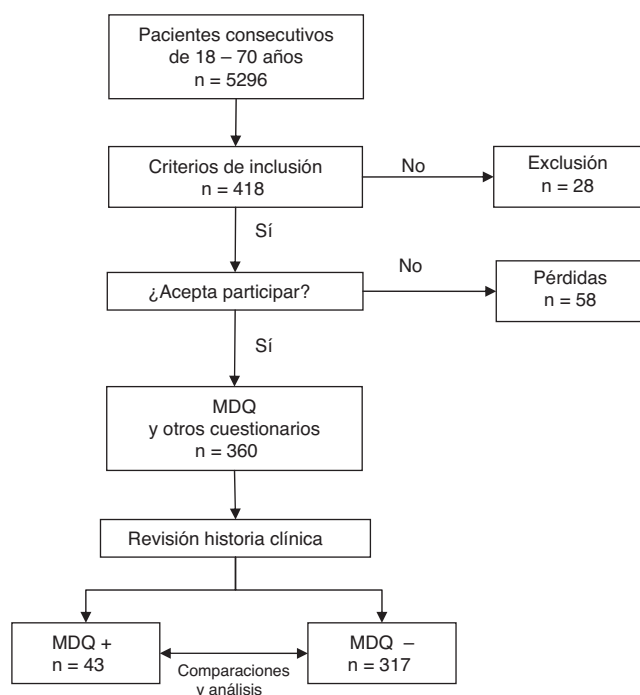 Pacientes consecutivos
de 18 – 70 años
n = 5296
Criterios de inclusión
n = 418
No
Exclusión
n = 28
Sí
¿Acepta participar?
No
Pérdidas
n = 58
Sí
MDQ
y otros cuestionarios
n = 360
Revisión historia clínica
MDQ +
n = 43
MDQ –
n = 317
Comparaciones
y análisis